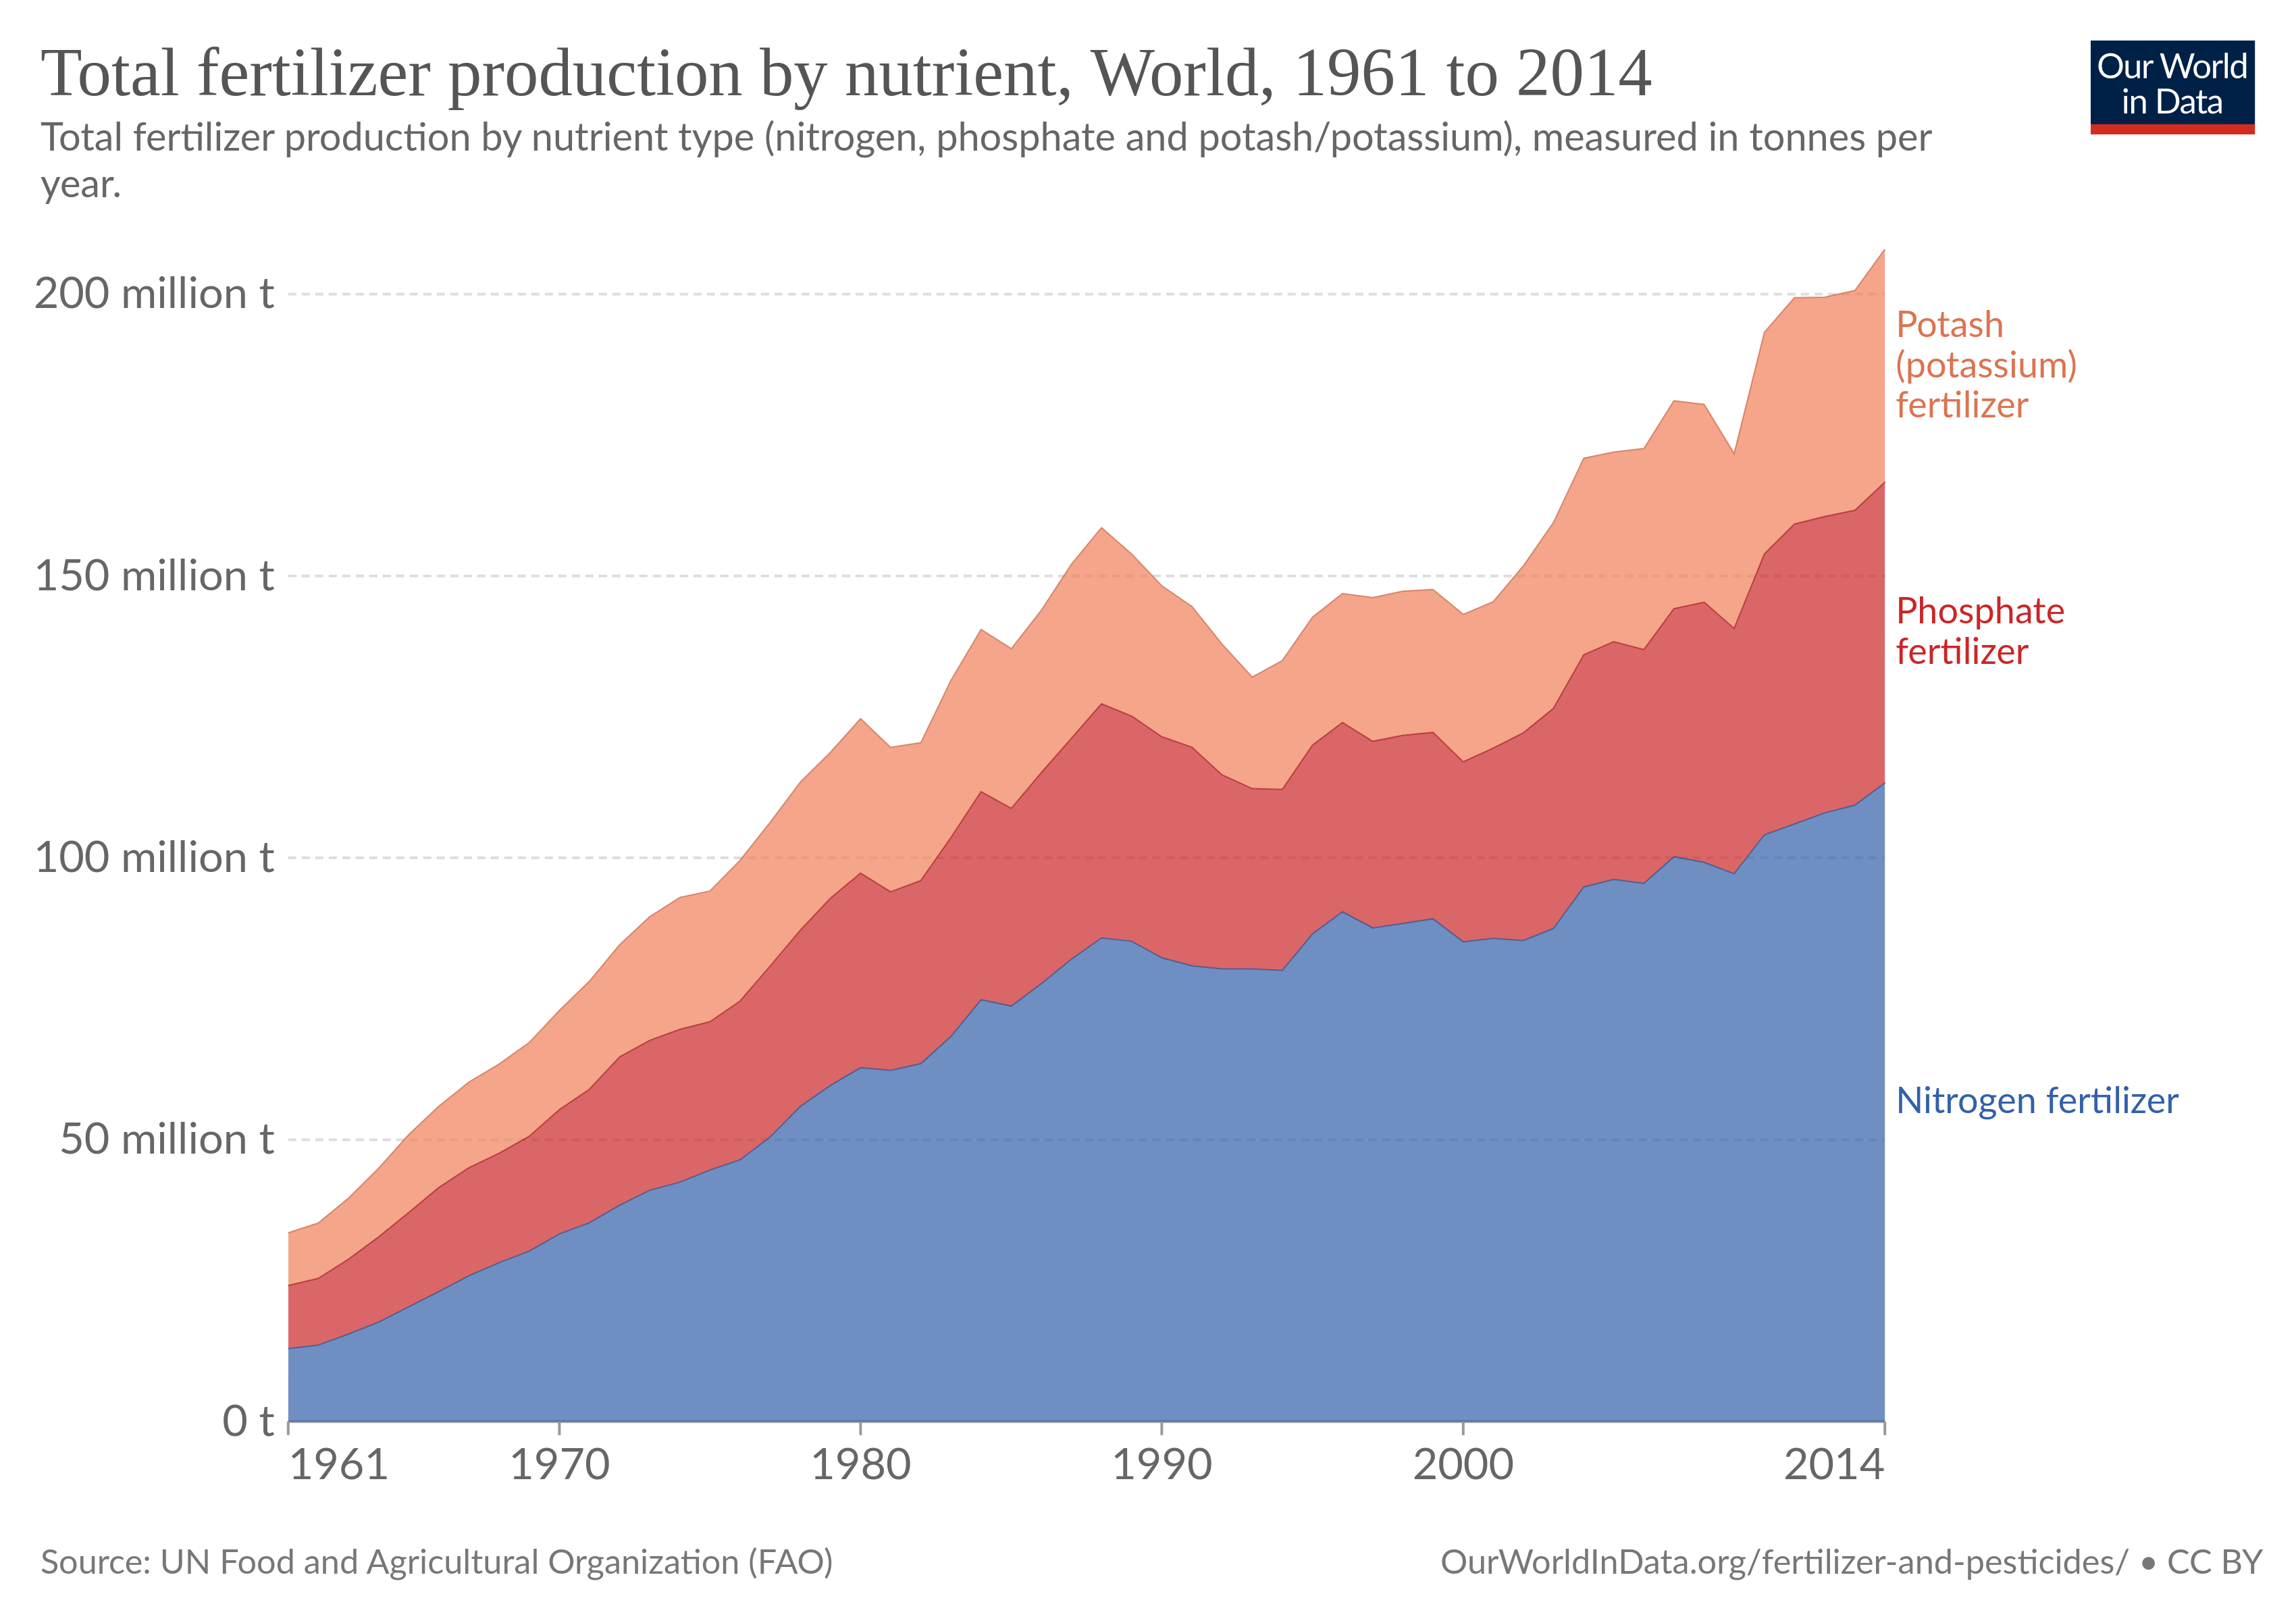 Total fertilizer production by nutrient, World, 1961 to 2014
Total fertilizer production by nutrient type (nitrogen, phosphate and potash/potassium), measured in tonnes per
year.
Our World
in Data
200 million t
150 million t
100 million t
50 million t
0 t
Potash
(potassium)
fertilizer
Phosphate
fertilizer
Nitrogen fertilizer
1961 1970 1980 1990 2000 2014
Source: UN Food and Agricultural Organization (FAO)
OurWorldInData.org/fertilizer-and-pesticides/ • CC BY